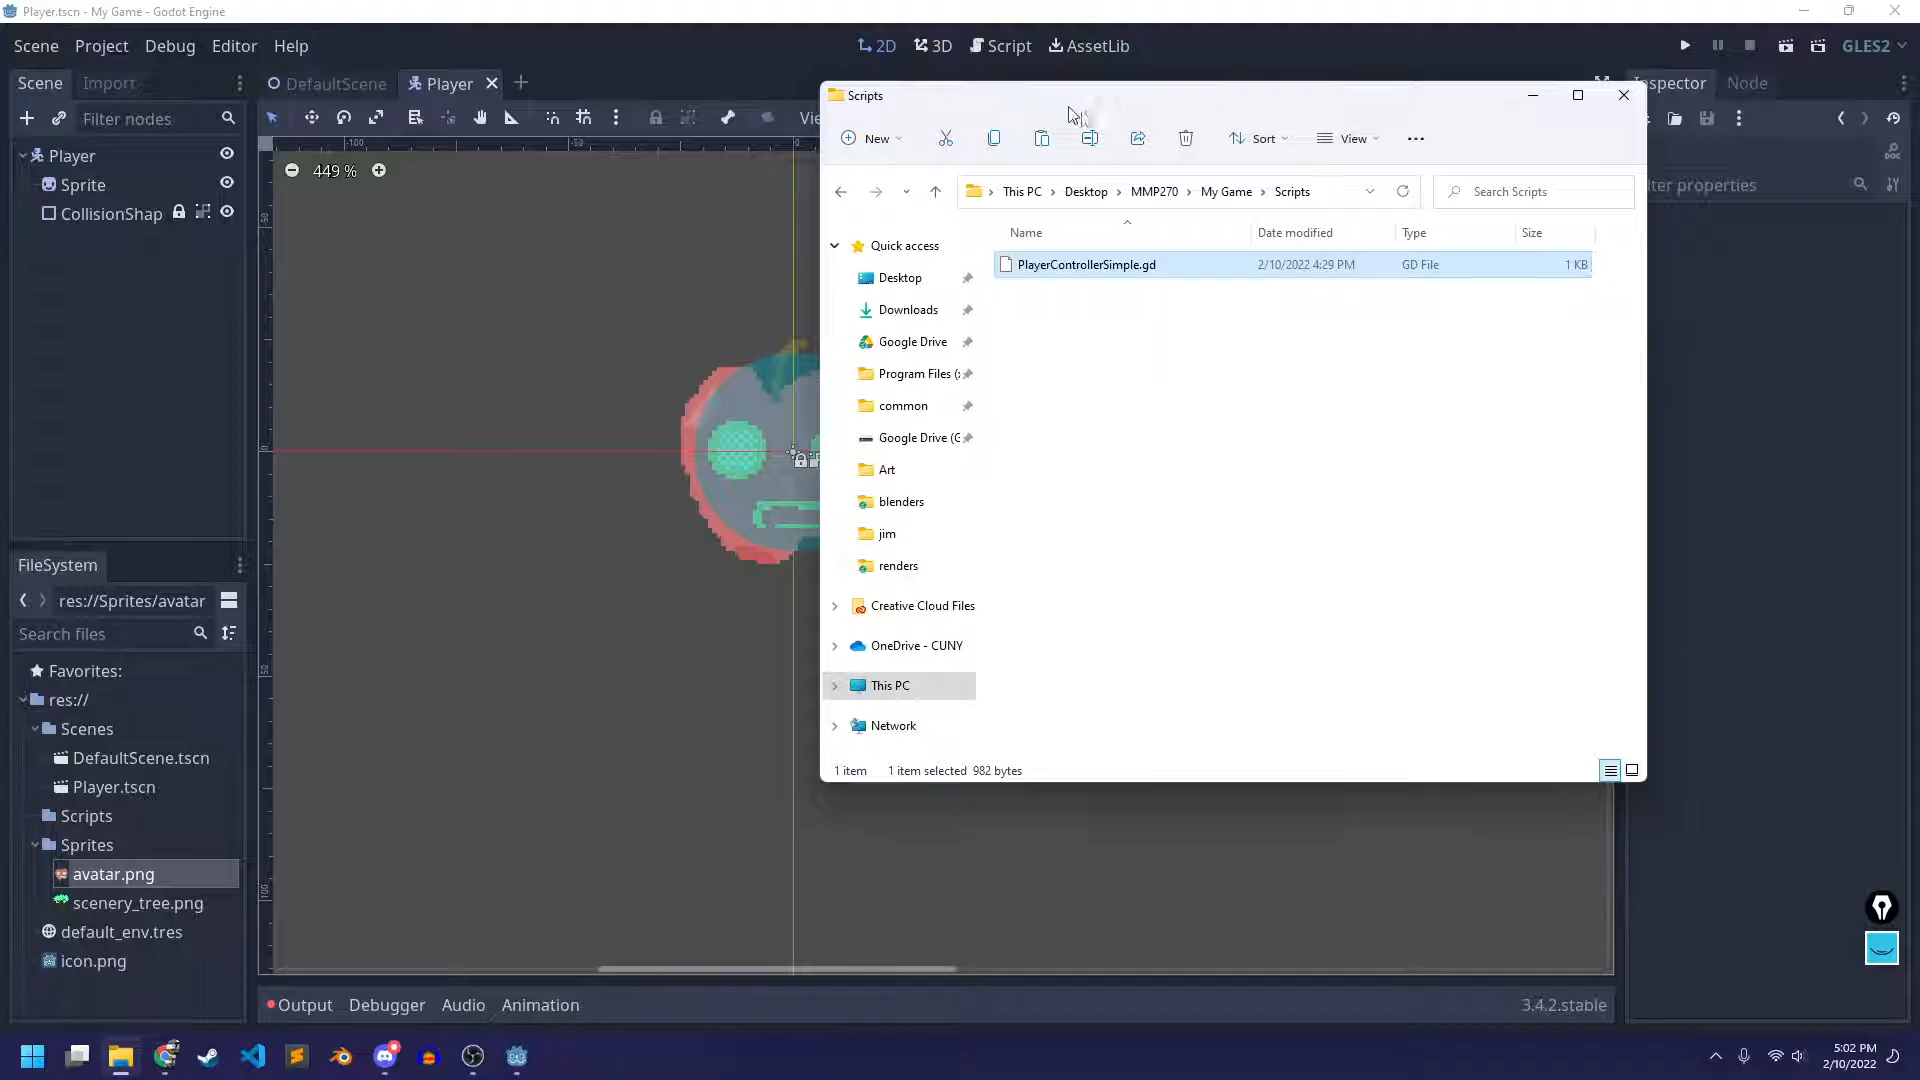 Player.tscn - My Game - Godot Engine
Scene Project Debug Editor Help
2D 3D Script AssetLib
GLES2
Scene Import
DefaultScene Player
Inspector Node
Filter nodes
449 %
Player
Sprite
CollisionShap
Scripts
New Sort View
This PC Desktop MMP270 My Game Scripts
Search Scripts
Name Date modified Type Size
PlayerControllerSimple.gd 2/10/2022 4:29 PM GD File 1 KB
Quick access
Desktop
Downloads
Google Drive
Program Files (
common
Google Drive (G
Art
blenders
jim
renders
Creative Cloud Files
OneDrive - CUNY
This PC
Network
1 item 1 item selected 982 bytes
lter properties
FileSystem
res://Sprites/avatar
Search files
Favorites:
res://
Scenes
DefaultScene.tscn
Player.tscn
Scripts
Sprites
avatar.png
scenery_tree.png
default_env.tres
icon.png
Output Debugger Audio Animation
3.4.2.stable
5:02 PM
2/10/2022